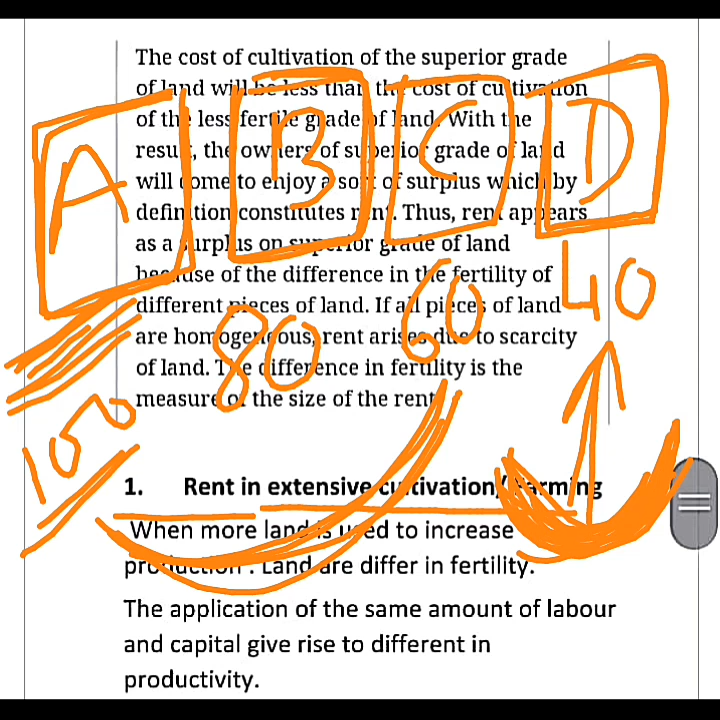 The cost of cultivation of the superior grade
of land will be less than the cost of cultivation
of the less fertile grade of land. With the
result, the owners of superior grade of land
will come to enjoy a sort of surplus which by
definition constitutes rent. Thus, rent appears
as a surplus on superior grade of land
because of the difference in the fertility of
different pieces of land. If all pieces of land
are homogeneous, rent arises due to scarcity
of land. The difference in fertility is the
measure of the size of the rent.
A B C D
100 80 60 40
1. Rent in extensive cultivation/ Farming
When more land is used to increase
production . Land are differ in fertility.
The application of the same amount of labour
and capital give rise to different in
productivity.